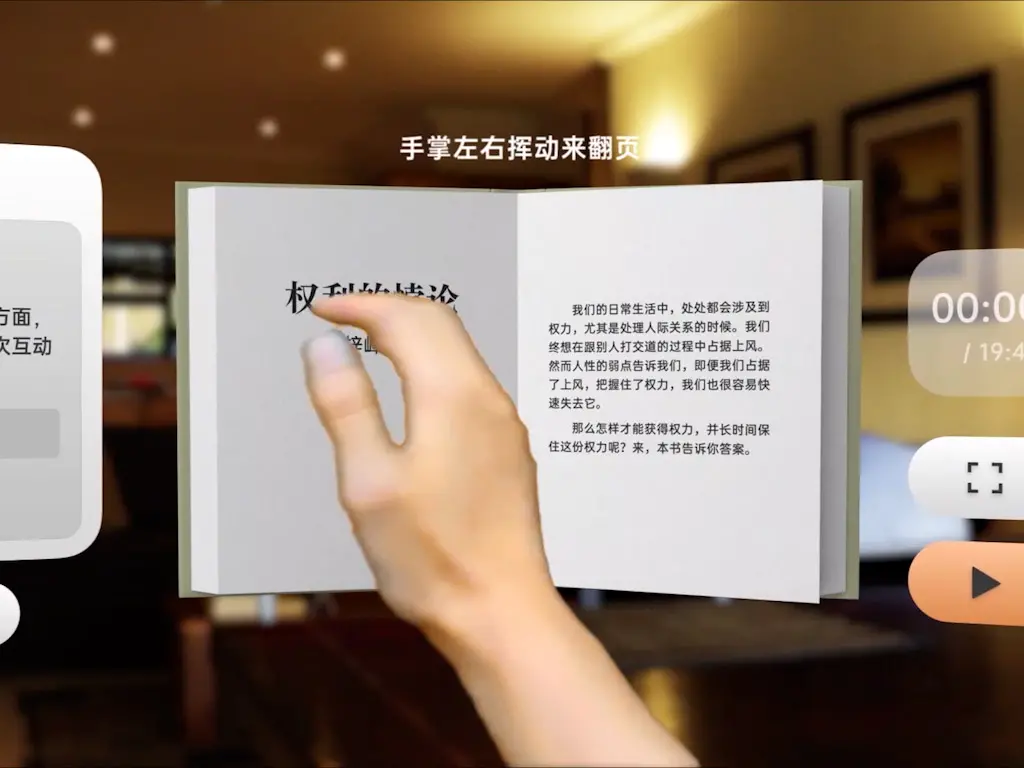 手掌左右挥动来翻页
权利的悖论
方面，
次互动
我们的日常生活中，处处都会涉及到
权力，尤其是处理人际关系的时候。我们
终想在跟别人打交道的过程中占据上风。
然而人性的弱点告诉我们，即便我们占据
了上风，把握住了权力，我们也很容易快
速失去它。
那么怎样才能获得权力，并长时间保
住这份权力呢？来，本书告诉你答案。
00:00
/ 19:4